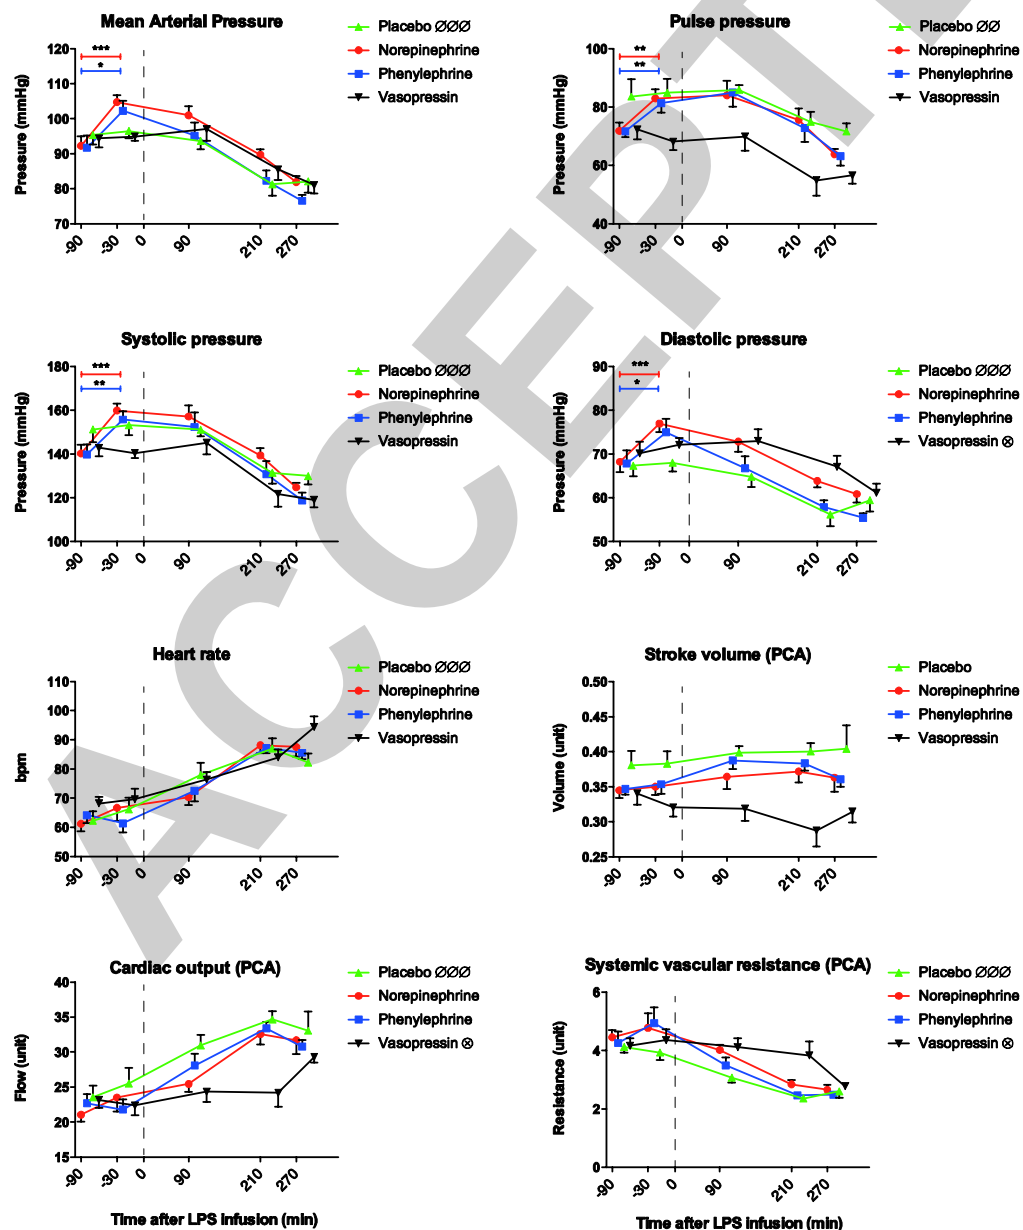 Mean Arterial Pressure
Placebo ØØØ
Norepinephrine
Phenylephrine
Vasopressin
***
*
Pressure (mmHg)
120
110
100
90
80
70
-90
-30
0
90
210
270
Pulse pressure
Placebo ØØ
Norepinephrine
Phenylephrine
Vasopressin
**
**
Pressure (mmHg)
100
80
60
40
-90
-30
0
90
210
270
Systolic pressure
Placebo ØØØ
Norepinephrine
Phenylephrine
Vasopressin
***
**
Pressure (mmHg)
180
160
140
120
100
-90
-30
0
90
210
270
Diastolic pressure
Placebo ØØØ
Norepinephrine
Phenylephrine
Vasopressin ⊗
***
*
Pressure (mmHg)
90
80
70
60
50
-90
-30
0
90
210
270
Heart rate
Placebo ØØØ
Norepinephrine
Phenylephrine
Vasopressin
bpm
110
100
90
80
70
60
50
-90
-30
0
90
210
270
Stroke volume (PCA)
Placebo
Norepinephrine
Phenylephrine
Vasopressin
Volume (unit)
0.50
0.45
0.40
0.35
0.30
0.25
-90
-30
0
90
210
270
Cardiac output (PCA)
Placebo ØØØ
Norepinephrine
Phenylephrine
Vasopressin ⊗
Flow (unit)
40
35
30
25
20
15
-90
-30
0
90
210
270
Time after LPS infusion (min)
Systemic vascular resistance (PCA)
Placebo ØØØ
Norepinephrine
Phenylephrine
Vasopressin ⊗
Resistance (unit)
6
4
2
0
-90
-30
0
90
210
270
Time after LPS infusion (min)